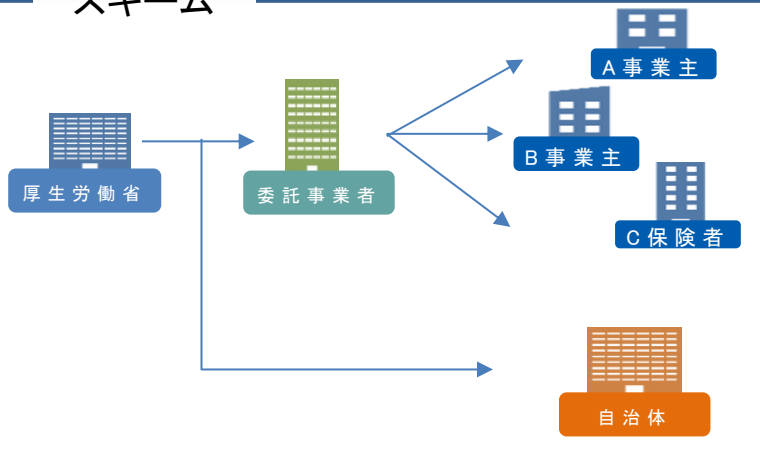 スキーム
A事業主
B事業主
厚生労働省
委託事業者
C保険者
自治体